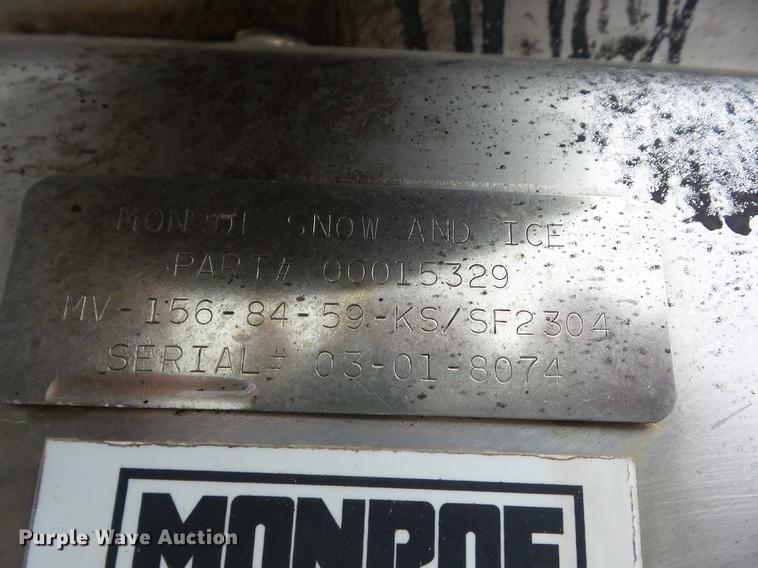 MONROE SNOW AND ICE
PART# 00015329
MV-156-84-59-KS/SF2304
SERIAL# 03-01-8074
MONROE
Purple Wave Auction